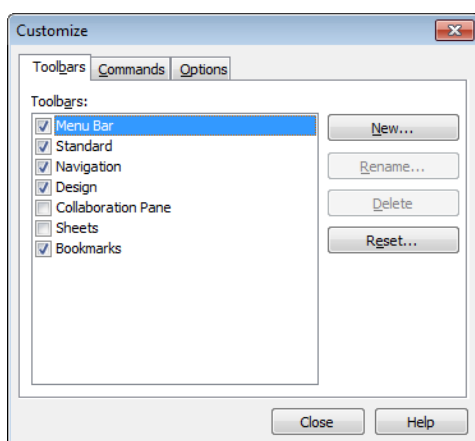 Customize
Toolbars Commands Options
Toolbars:
Menu Bar
Standard
Navigation
Design
Collaboration Pane
Sheets
Bookmarks
New...
Rename...
Delete
Reset...
Close Help